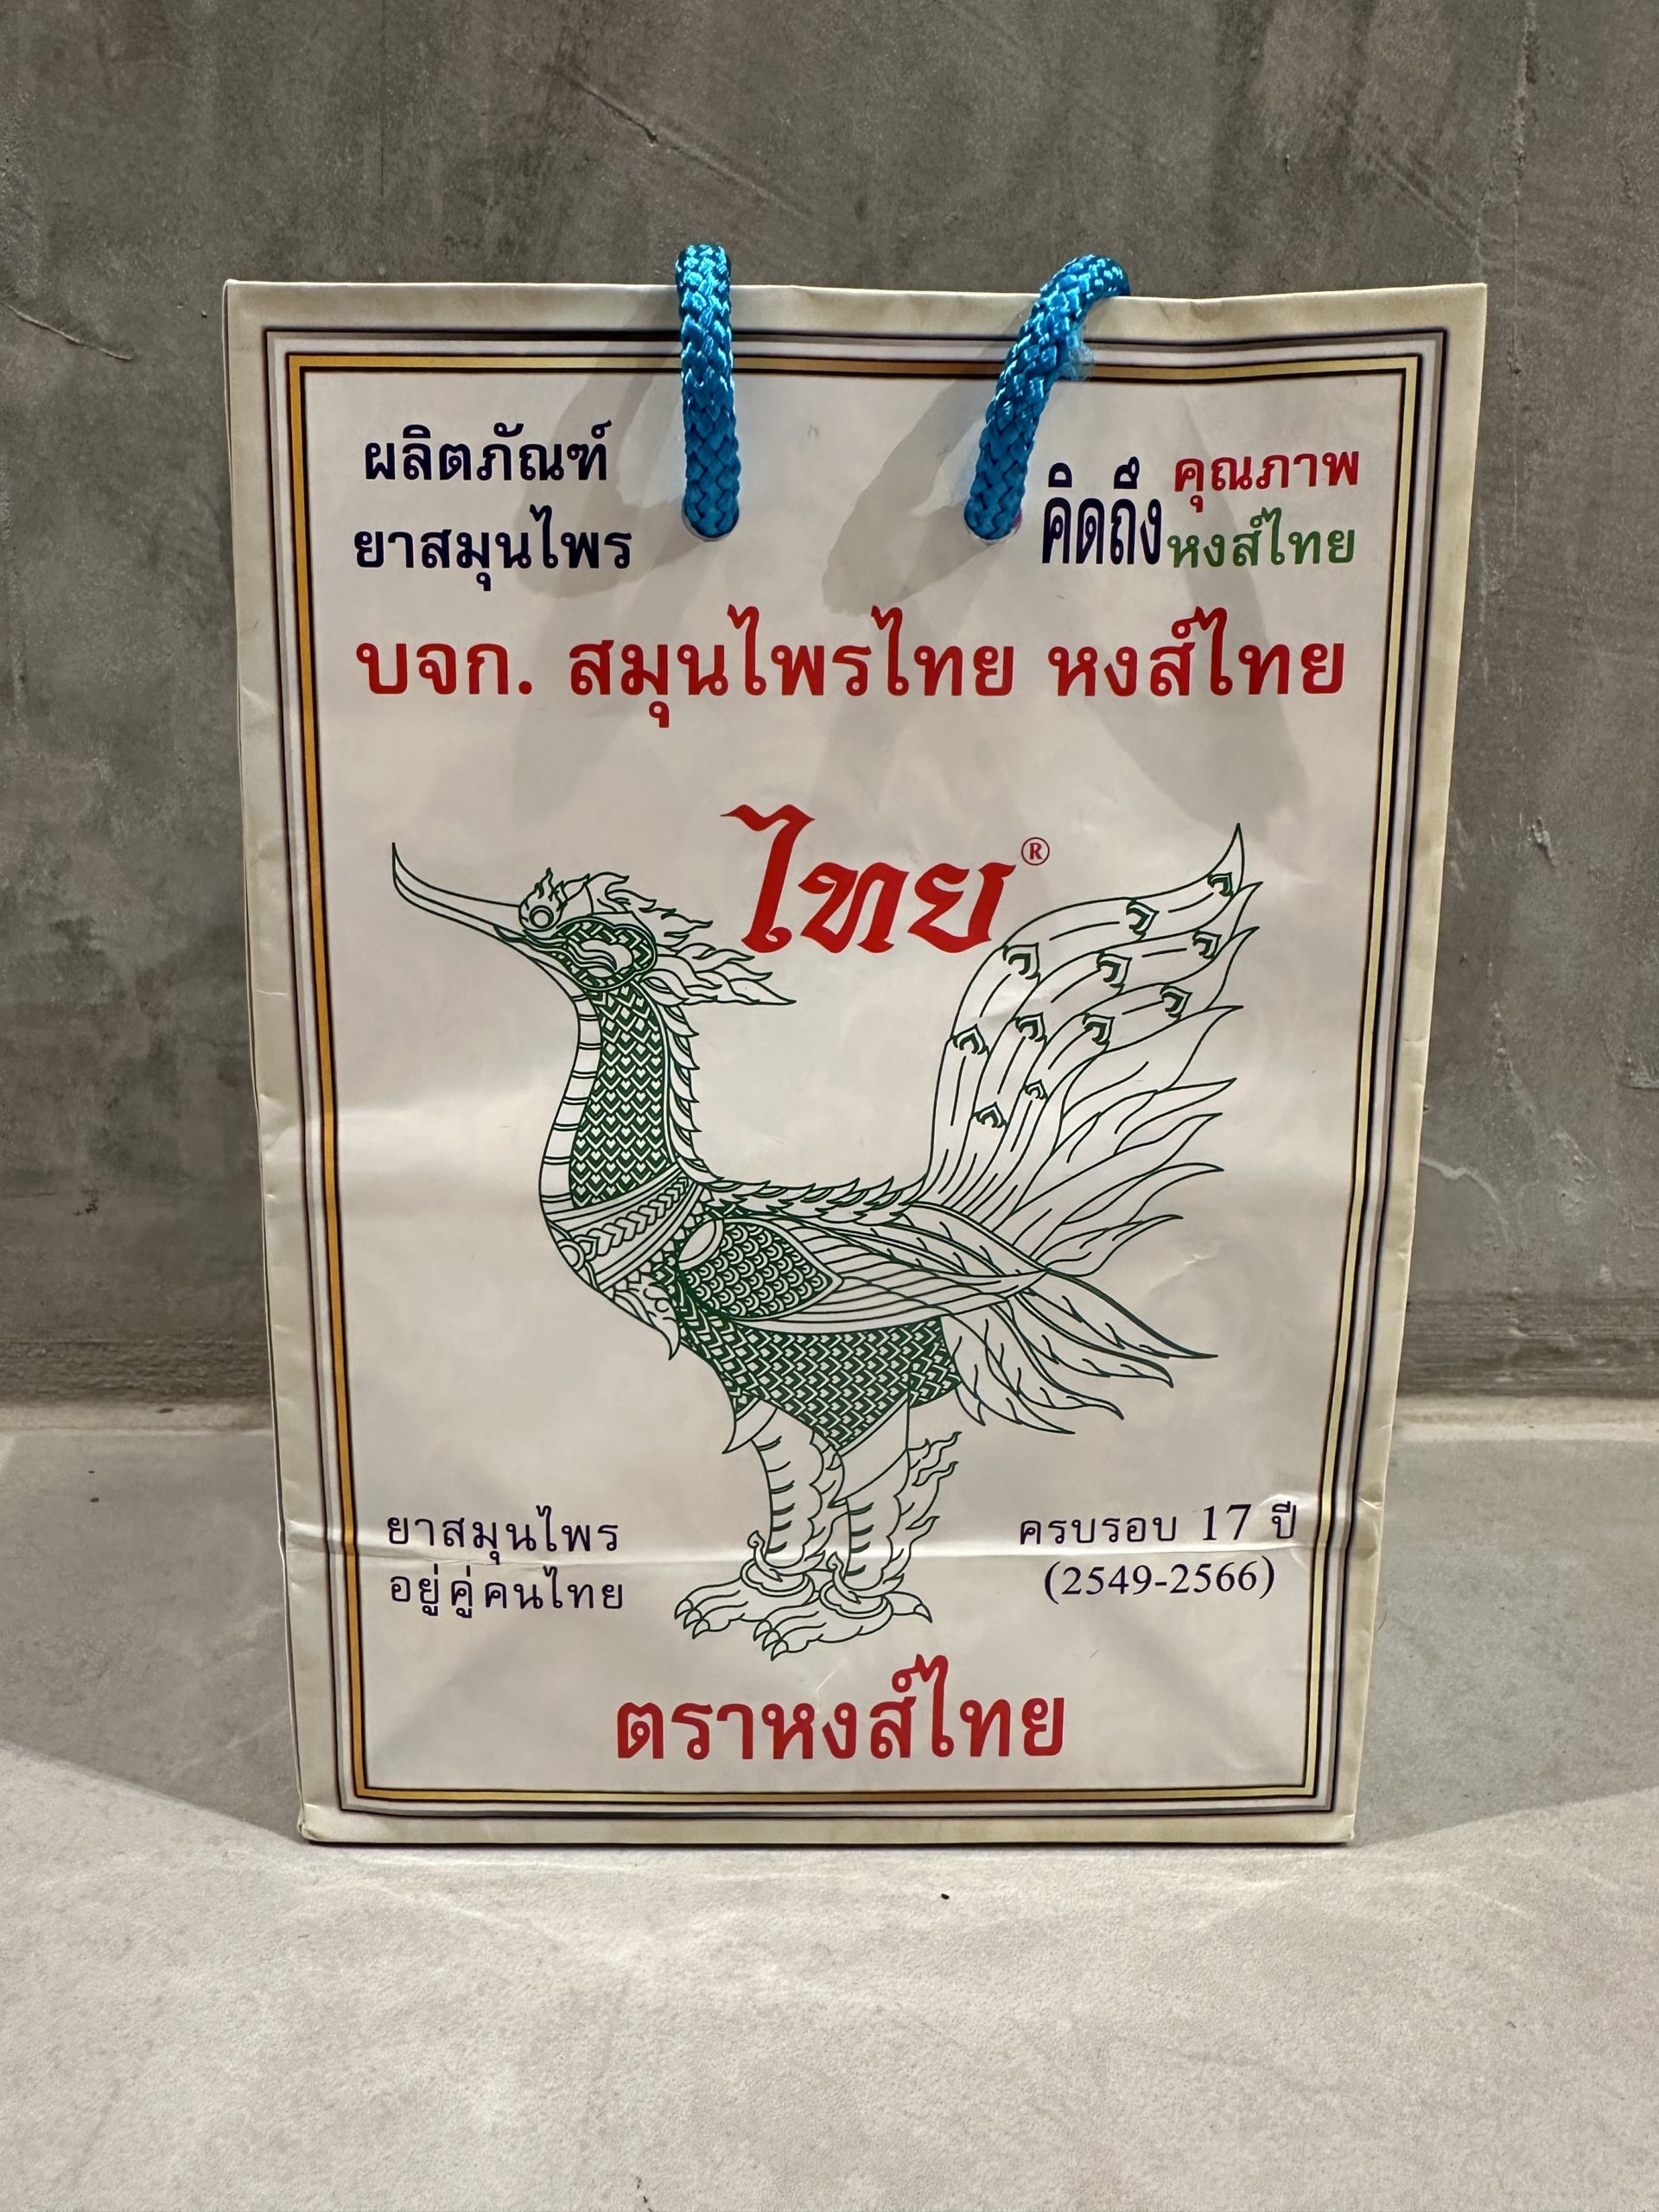 ผลิตภัณฑ์
ยาสมุนไพร
คิดถึง คุณภาพ
หงส์ไทย
บจก. สมุนไพรไทย หงส์ไทย
ไทย®
ยาสมุนไพร
อยู่คู่คนไทย
ครบรอบ 17 ปี
(2549-2566)
ตราหงส์ไทย